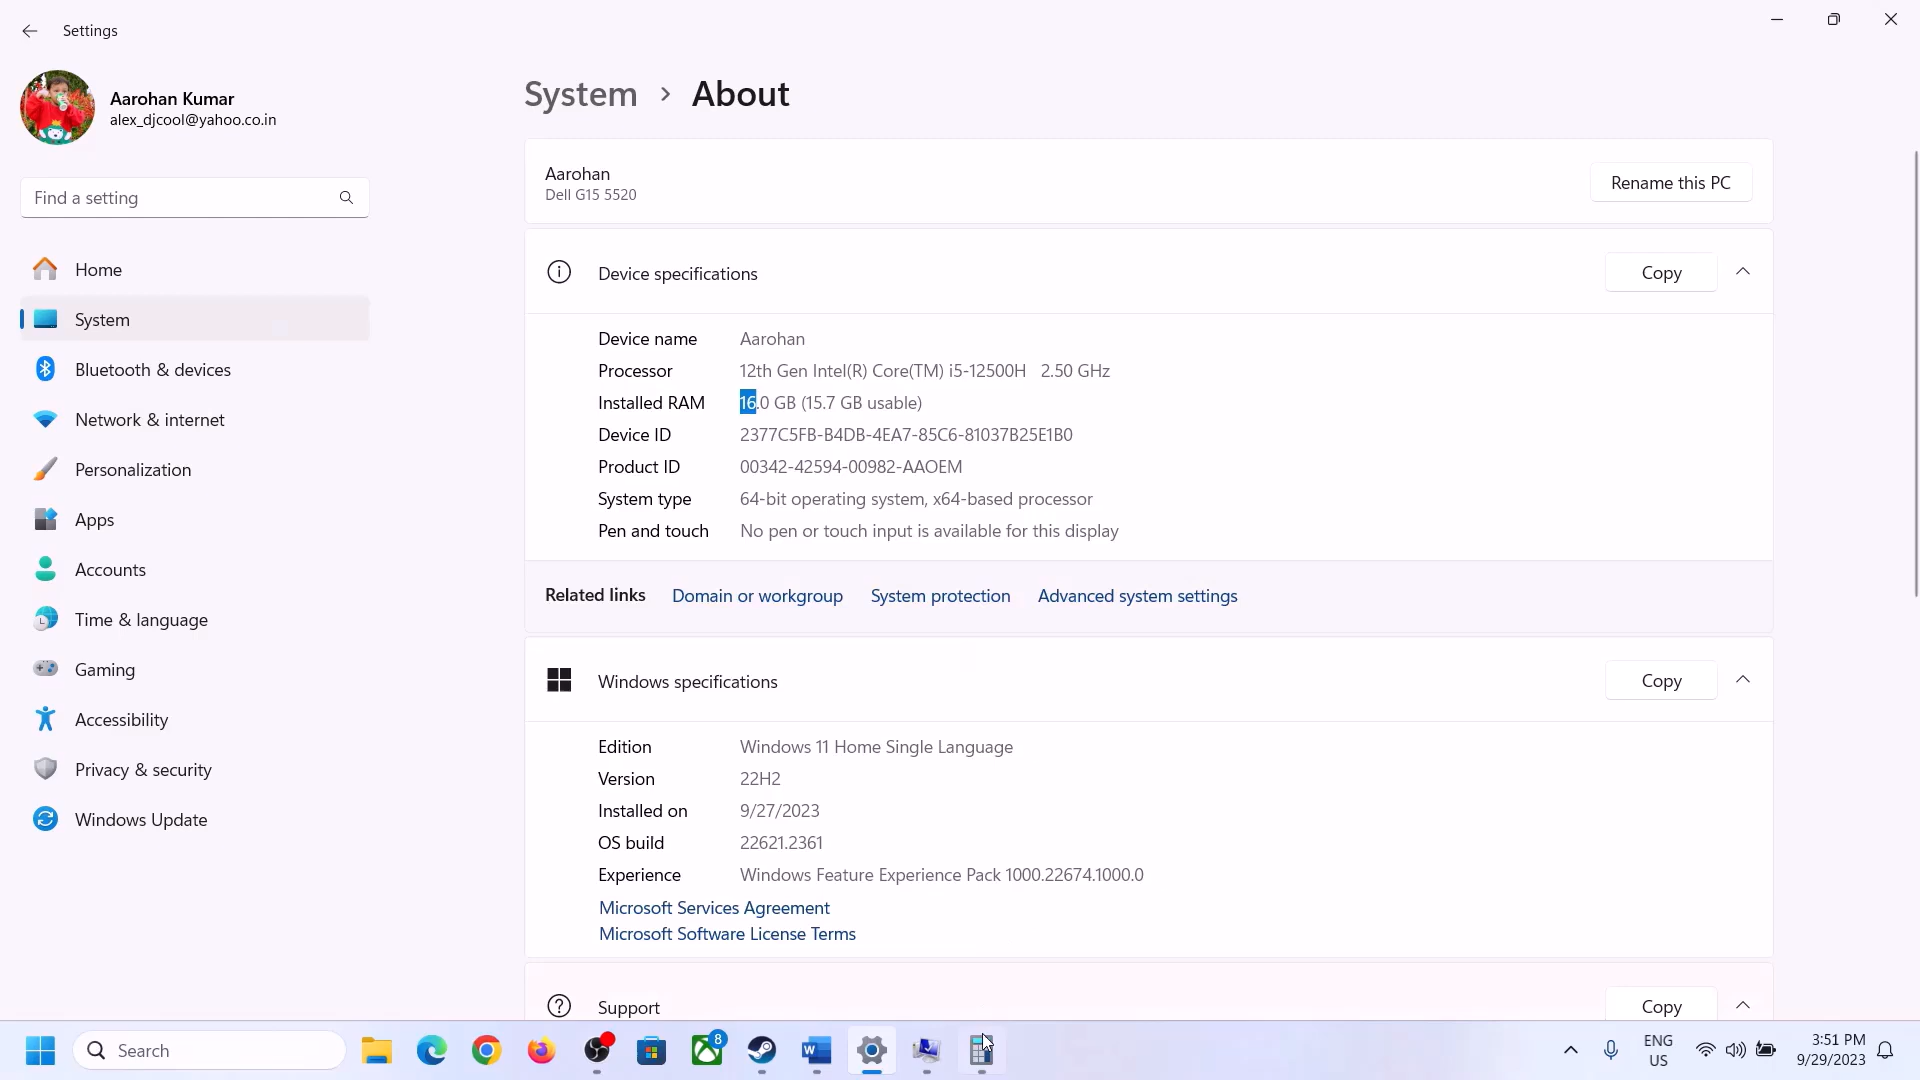 Settings
Aarohan Kumar
alex_djcool@yahoo.co.in
Find a setting
Home
System
Bluetooth & devices
Network & internet
Personalization
Apps
Accounts
Time & language
Gaming
Accessibility
Privacy & security
Windows Update
System > About
Aarohan
Dell G15 5520
Rename this PC
Device specifications
Copy
Device name Aarohan
Processor 12th Gen Intel(R) Core(TM) i5-12500H 2.50 GHz
Installed RAM 16.0 GB (15.7 GB usable)
Device ID 2377C5FB-B4DB-4EA7-85C6-81037B25E1B0
Product ID 00342-42594-00982-AAOEM
System type 64-bit operating system, x64-based processor
Pen and touch No pen or touch input is available for this display
Related links Domain or workgroup System protection Advanced system settings
Windows specifications
Copy
Edition Windows 11 Home Single Language
Version 22H2
Installed on 9/27/2023
OS build 22621.2361
Experience Windows Feature Experience Pack 1000.22674.1000.0
Microsoft Services Agreement
Microsoft Software License Terms
Support
Copy
Search
8
ENG
US
3:51 PM
9/29/2023